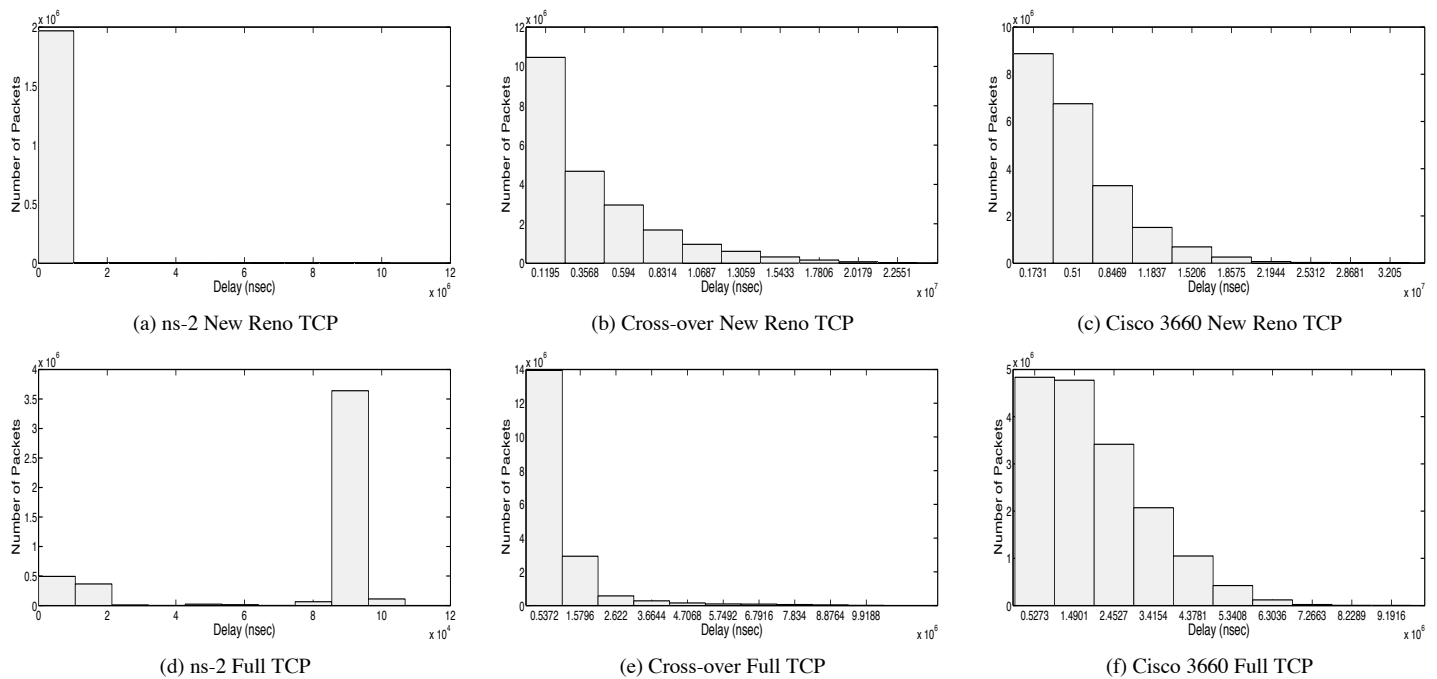 x 10^6
2
1.5
1
0.5
0
Number of Packets
0 2 4 6 8 10 12
Delay (nsec)
x 10^6
(a) ns-2 New Reno TCP
x 10^6
12
10
8
6
4
2
0
Number of Packets
0.1195 0.3568 0.594 0.8314 1.0687 1.3059 1.5433 1.7806 2.0179 2.2551
Delay (nsec)
x 10^7
(b) Cross-over New Reno TCP
x 10^6
10
8
6
4
2
0
Number of Packets
0.1731 0.51 0.8469 1.1837 1.5206 1.8575 2.1944 2.5312 2.8681 3.205
Delay (nsec)
x 10^7
(c) Cisco 3660 New Reno TCP
x 10^6
4
3.5
3
2.5
2
1.5
1
0.5
0
Number of Packets
0 2 4 6 8 10 12
Delay (nsec)
x 10^4
(d) ns-2 Full TCP
x 10^6
14
12
10
8
6
4
2
0
Number of Packets
0.5372 1.5796 2.622 3.6644 4.7068 5.7492 6.7916 7.834 8.8764 9.9188
Delay (nsec)
x 10^6
(e) Cross-over Full TCP
x 10^6
5
4
3
2
1
0
Number of Packets
0.5273 1.4901 2.4527 3.4154 4.3781 5.3408 6.3036 7.2663 8.2289 9.1916
Delay (nsec)
x 10^6
(f) Cisco 3660 Full TCP